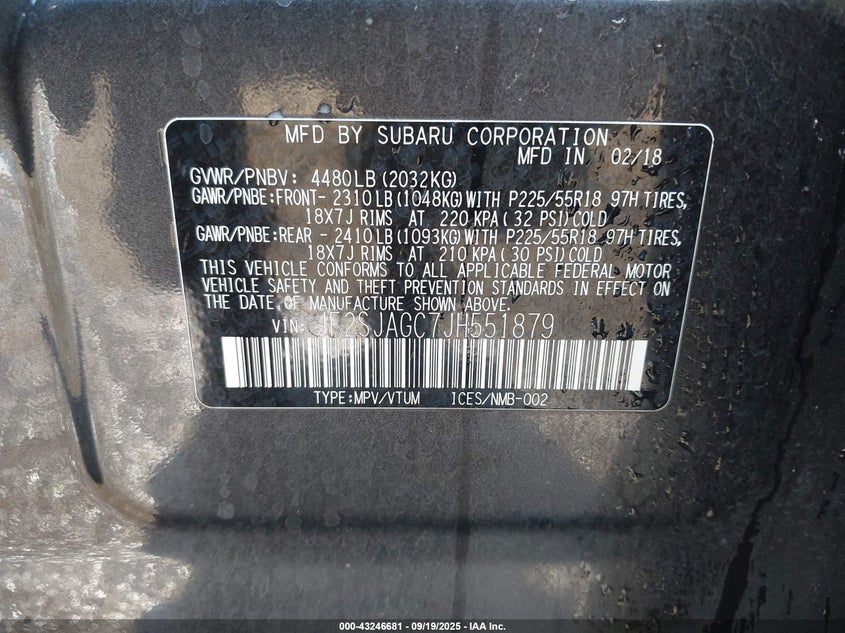 MFD BY SUBARU CORPORATION
MFD IN 02/18
GVWR/PNBV: 4480LB(2032KG)
GAWR/PNBE:FRONT- 2310LB(1048KG)WITH P225/55R18 97H TIRES,
18X7J RIMS AT 220 KPA(32 PSI)COLD
GAWR/PNBE:REAR - 2410LB(1093KG)WITH P225/55R18 97H TIRES,
18X7J RIMS AT 210 KPA(30 PSI)COLD
THIS VEHICLE CONFORMS TO ALL APPLICABLE FEDERAL MOTOR
VEHICLE SAFETY AND THEFT PREVENTION STANDARDS IN EFFECT ON
THE DATE OF MANUFACTURE SHOWN ABOVE.
VIN: JF2SJAGC7JH551879
TYPE:MPV/VTUM ICES/NMB-002
000-43246681 - 09/19/2025 - IAA Inc.